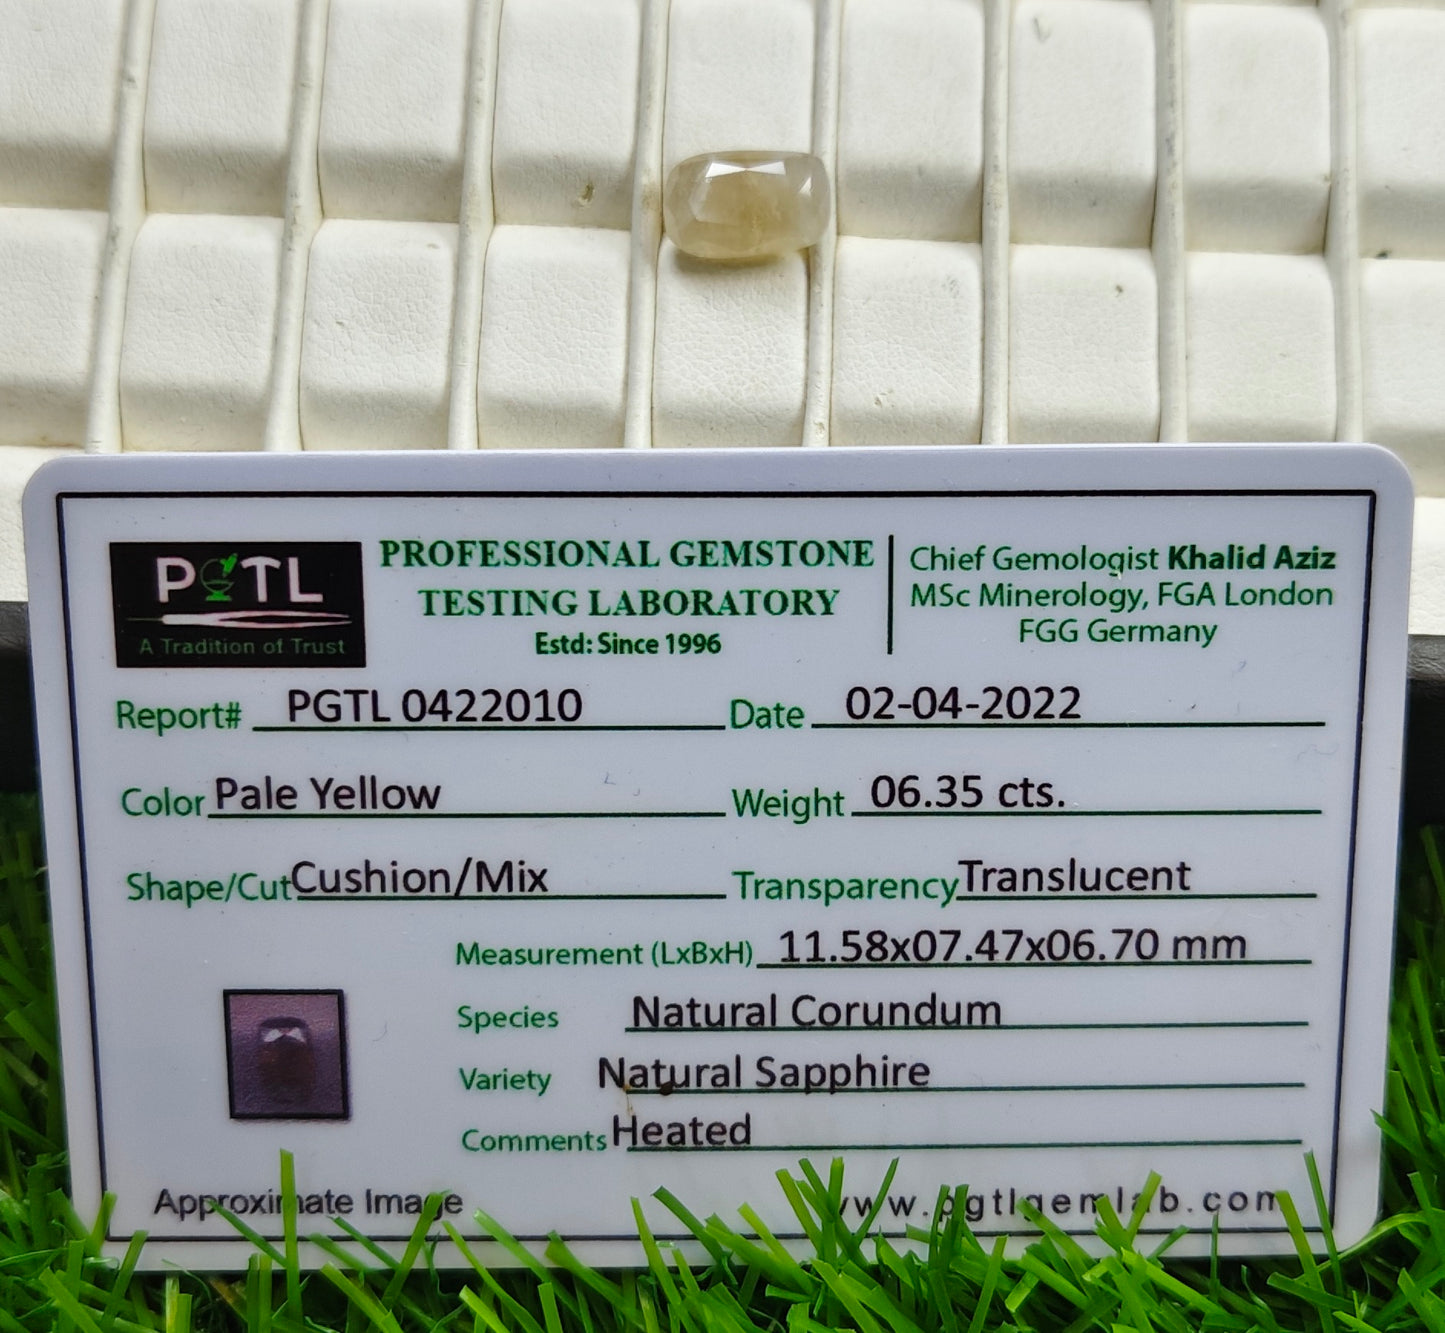 PGTL
A Tradition of Trust
PROFESSIONAL GEMSTONE
TESTING LABORATORY
Estd: Since 1996
Chief Gemologist Khalid Aziz
MSc Minerology, FGA London
FGG Germany
Report# PGTL 0422010 Date 02-04-2022
Color Pale Yellow Weight 06.35 cts.
Shape/Cut Cushion/Mix Transparency Translucent
Measurement (LxBxH) 11.58x07.47x06.70 mm
Species Natural Corundum
Variety Natural Sapphire
Comments Heated
Approximate Image www.pgtlgemlab.com